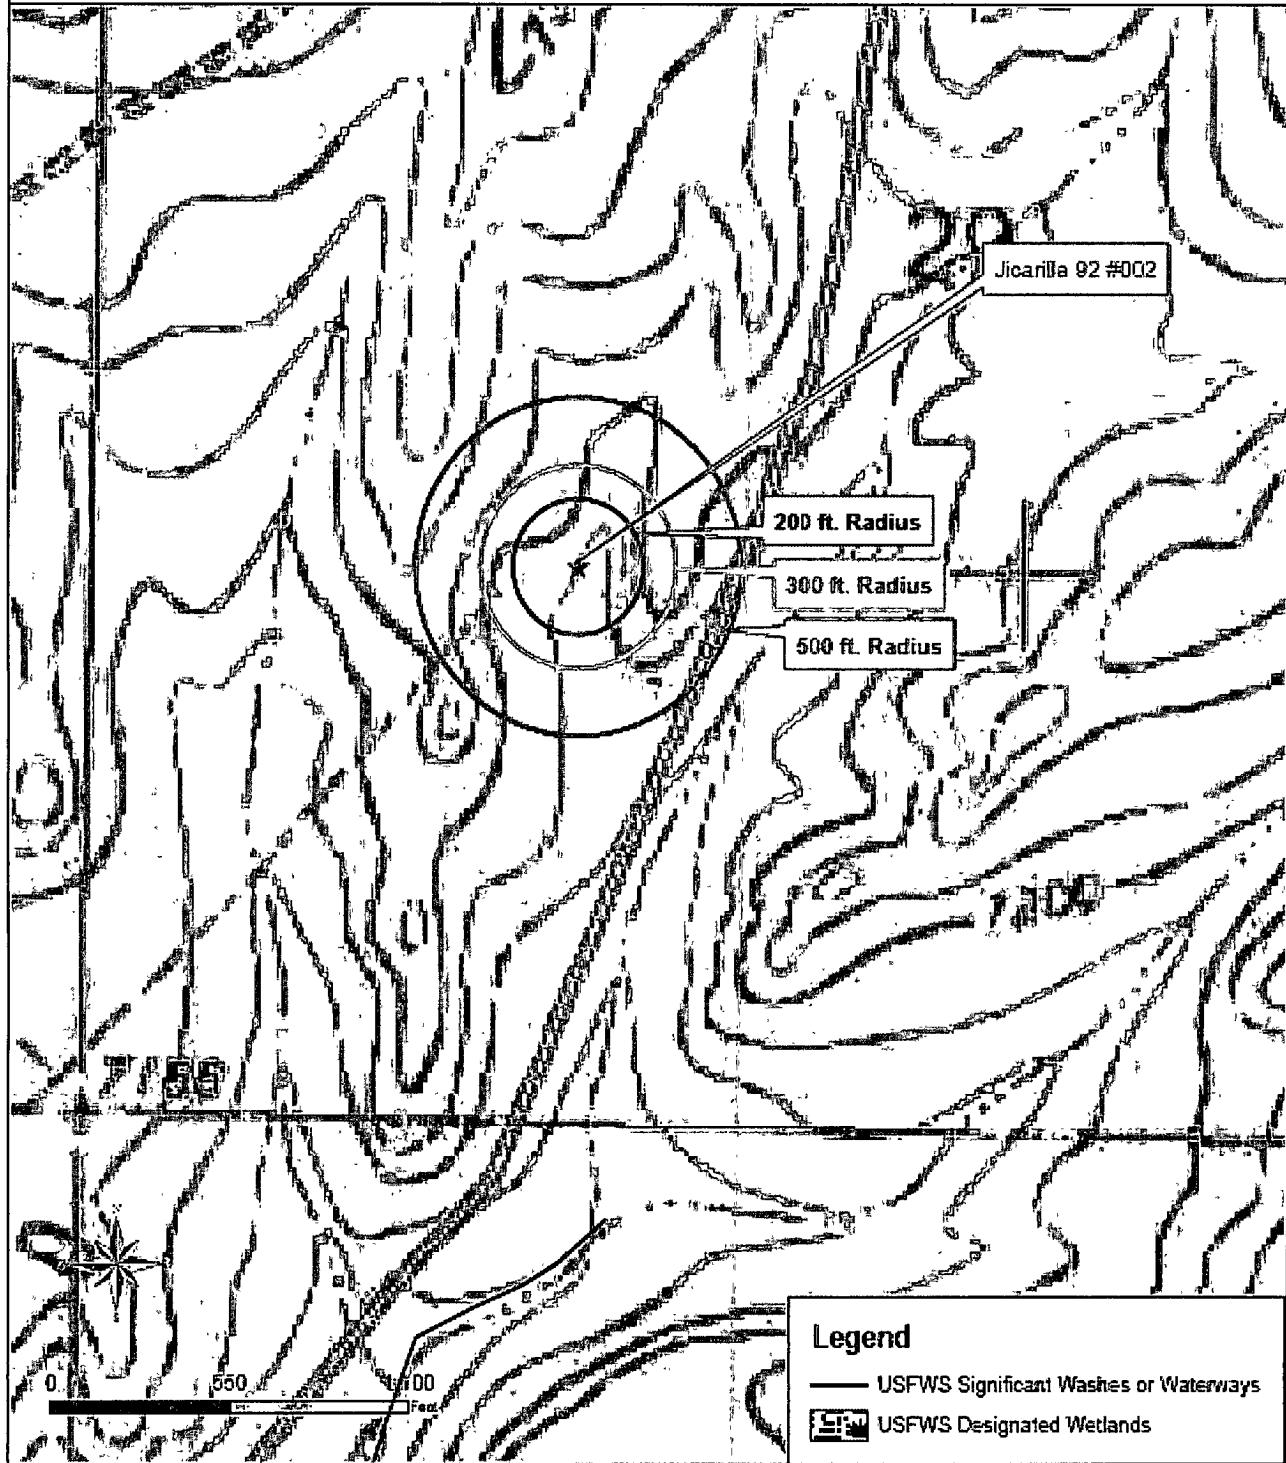 Jicarilla 92 #002
200 ft. Radius
300 ft. Radius
500 ft. Radius
0 550 1100
Feet
Legend
USFWS Significant Washes or Waterways
USFWS Designated Wetlands